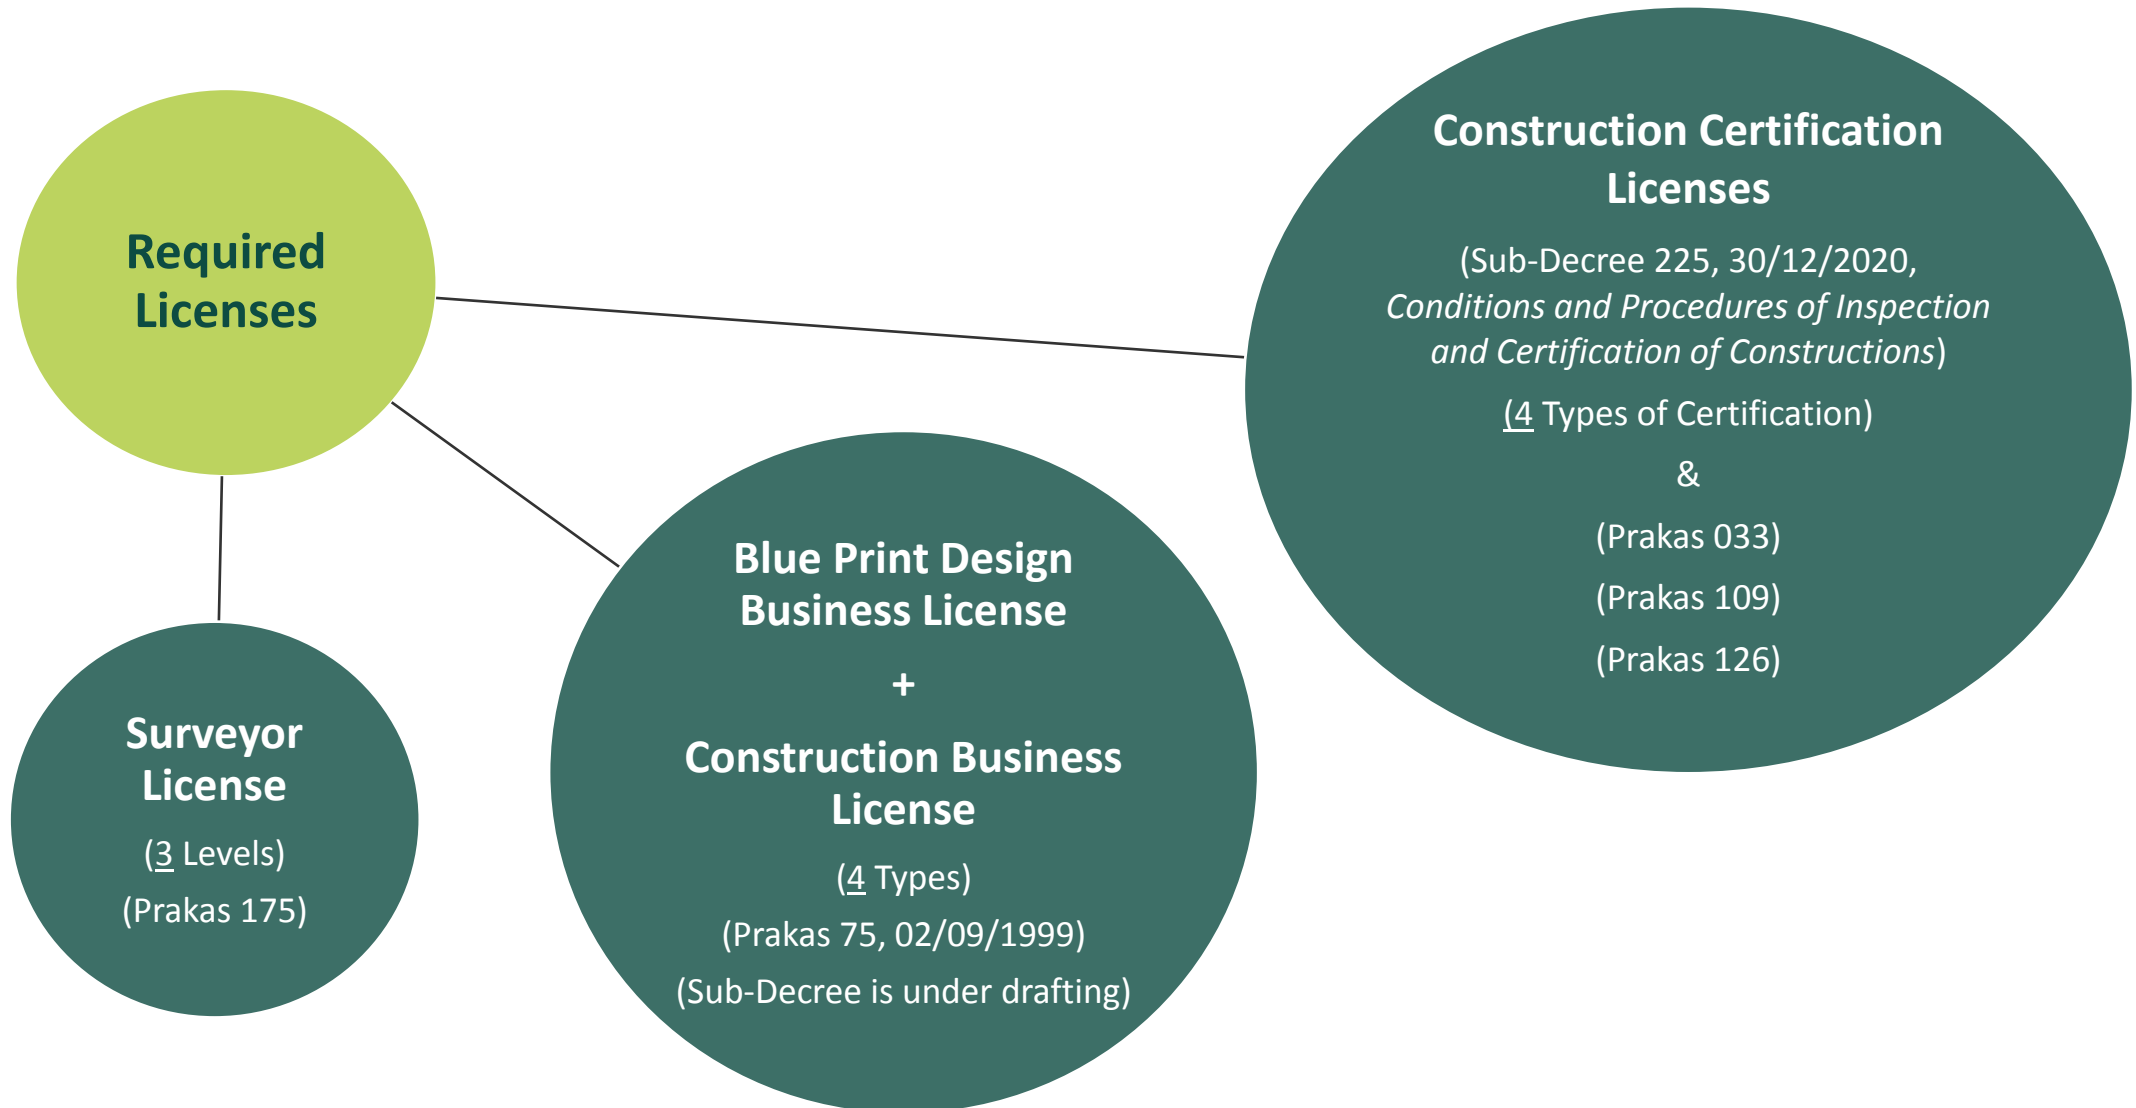 Required
Licenses
Surveyor
License
(3 Levels)
(Prakas 175)
Blue Print Design
Business License
+
Construction Business
License
(4 Types)
(Prakas 75, 02/09/1999)
(Sub-Decree is under drafting)
Construction Certification
Licenses
(Sub-Decree 225, 30/12/2020,
Conditions and Procedures of Inspection
and Certification of Constructions)
(4 Types of Certification)
&
(Prakas 033)
(Prakas 109)
(Prakas 126)